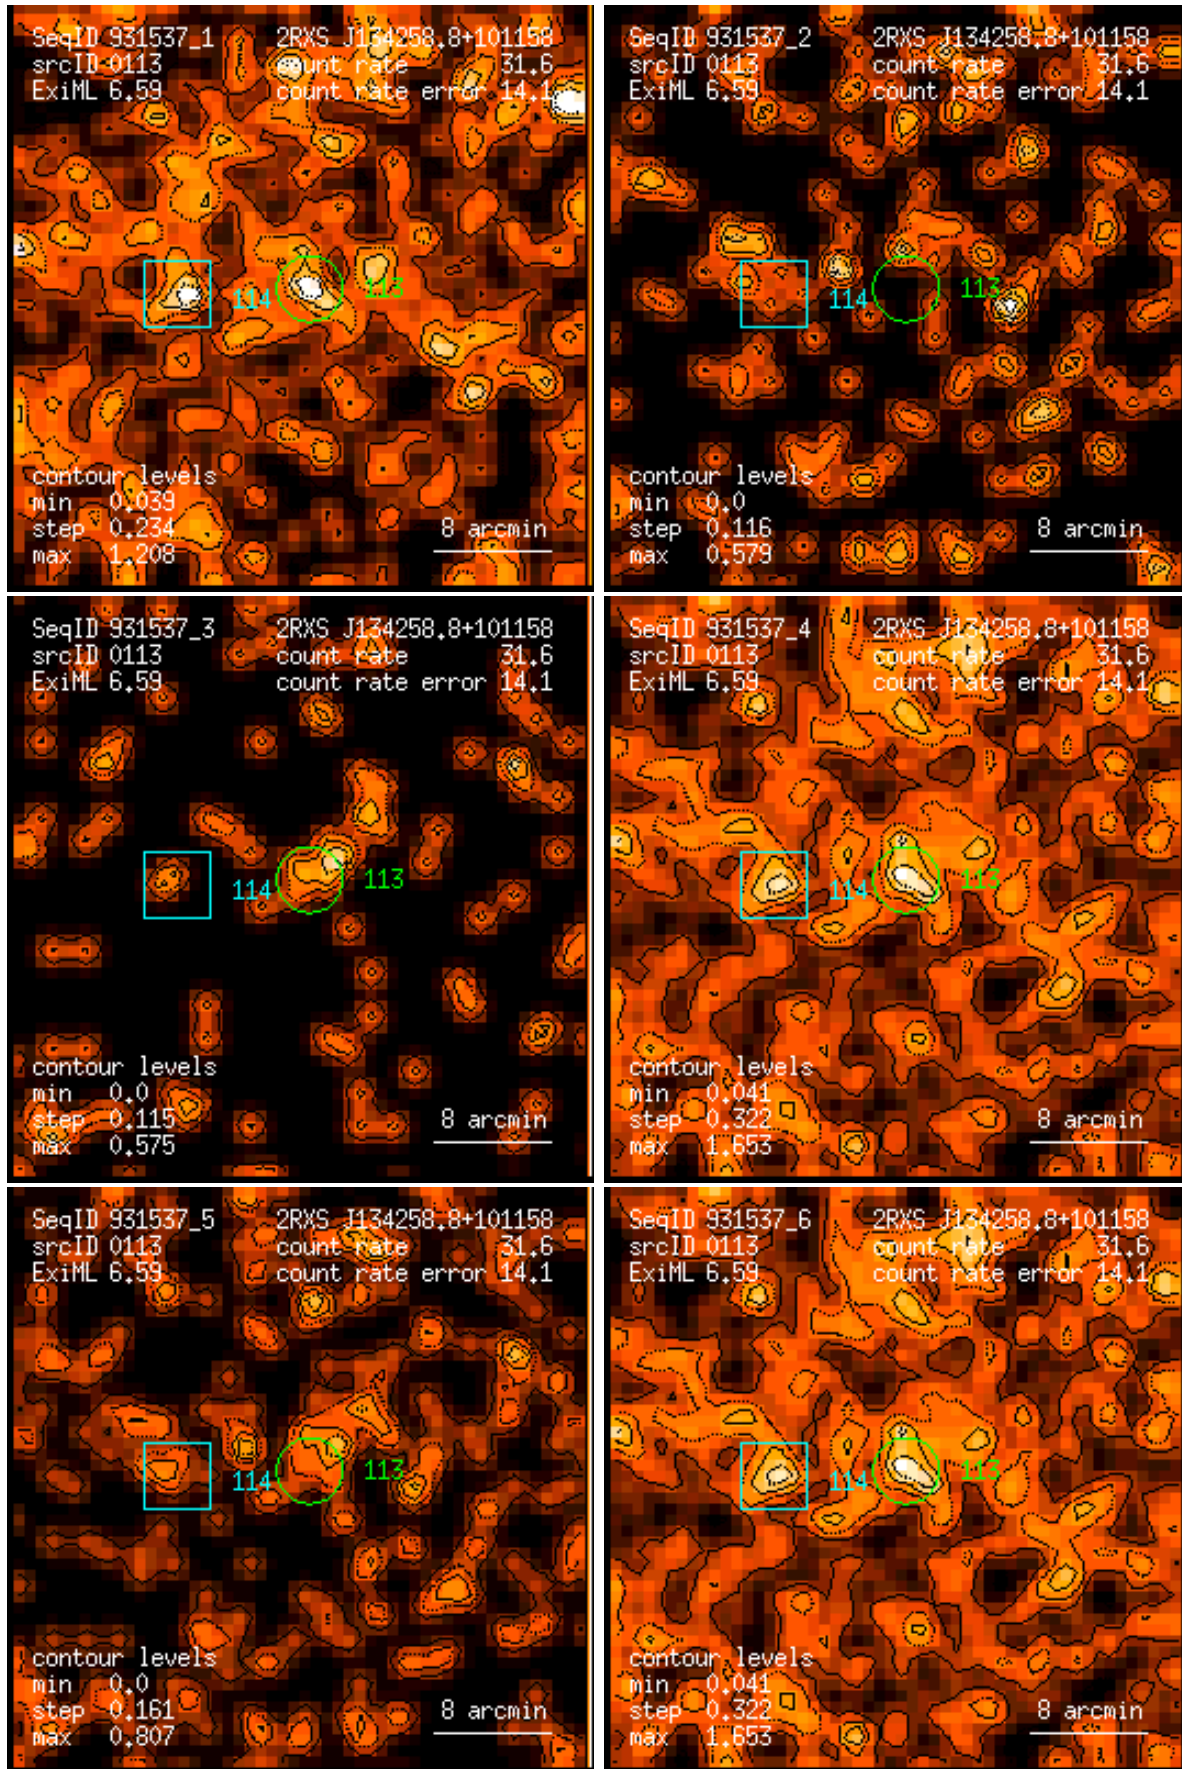 SeqID 931537_1 2RXS J134258.8+101158
srcID 0113 count rate 31.6
ExiML 6.59 count rate error 14.1
114 113
contour levels
min 0.039
step 0.234
max 1.208
8 arcmin
SeqID 931537_2 2RXS J134258.8+101158
srcID 0113 count rate 31.6
ExiML 6.59 count rate error 14.1
114 113
contour levels
min 0.0
step 0.116
max 0.579
8 arcmin
SeqID 931537_3 2RXS J134258.8+101158
srcID 0113 count rate 31.6
ExiML 6.59 count rate error 14.1
114 113
contour levels
min 0.0
step 0.115
max 0.575
8 arcmin
SeqID 931537_4 2RXS J134258.8+101158
srcID 0113 count rate 31.6
ExiML 6.59 count rate error 14.1
114 113
contour levels
min 0.041
step 0.322
max 1.653
8 arcmin
SeqID 931537_5 2RXS J134258.8+101158
srcID 0113 count rate 31.6
ExiML 6.59 count rate error 14.1
114 113
contour levels
min 0.0
step 0.161
max 0.807
8 arcmin
SeqID 931537_6 2RXS J134258.8+101158
srcID 0113 count rate 31.6
ExiML 6.59 count rate error 14.1
114 113
contour levels
min 0.041
step 0.322
max 1.653
8 arcmin